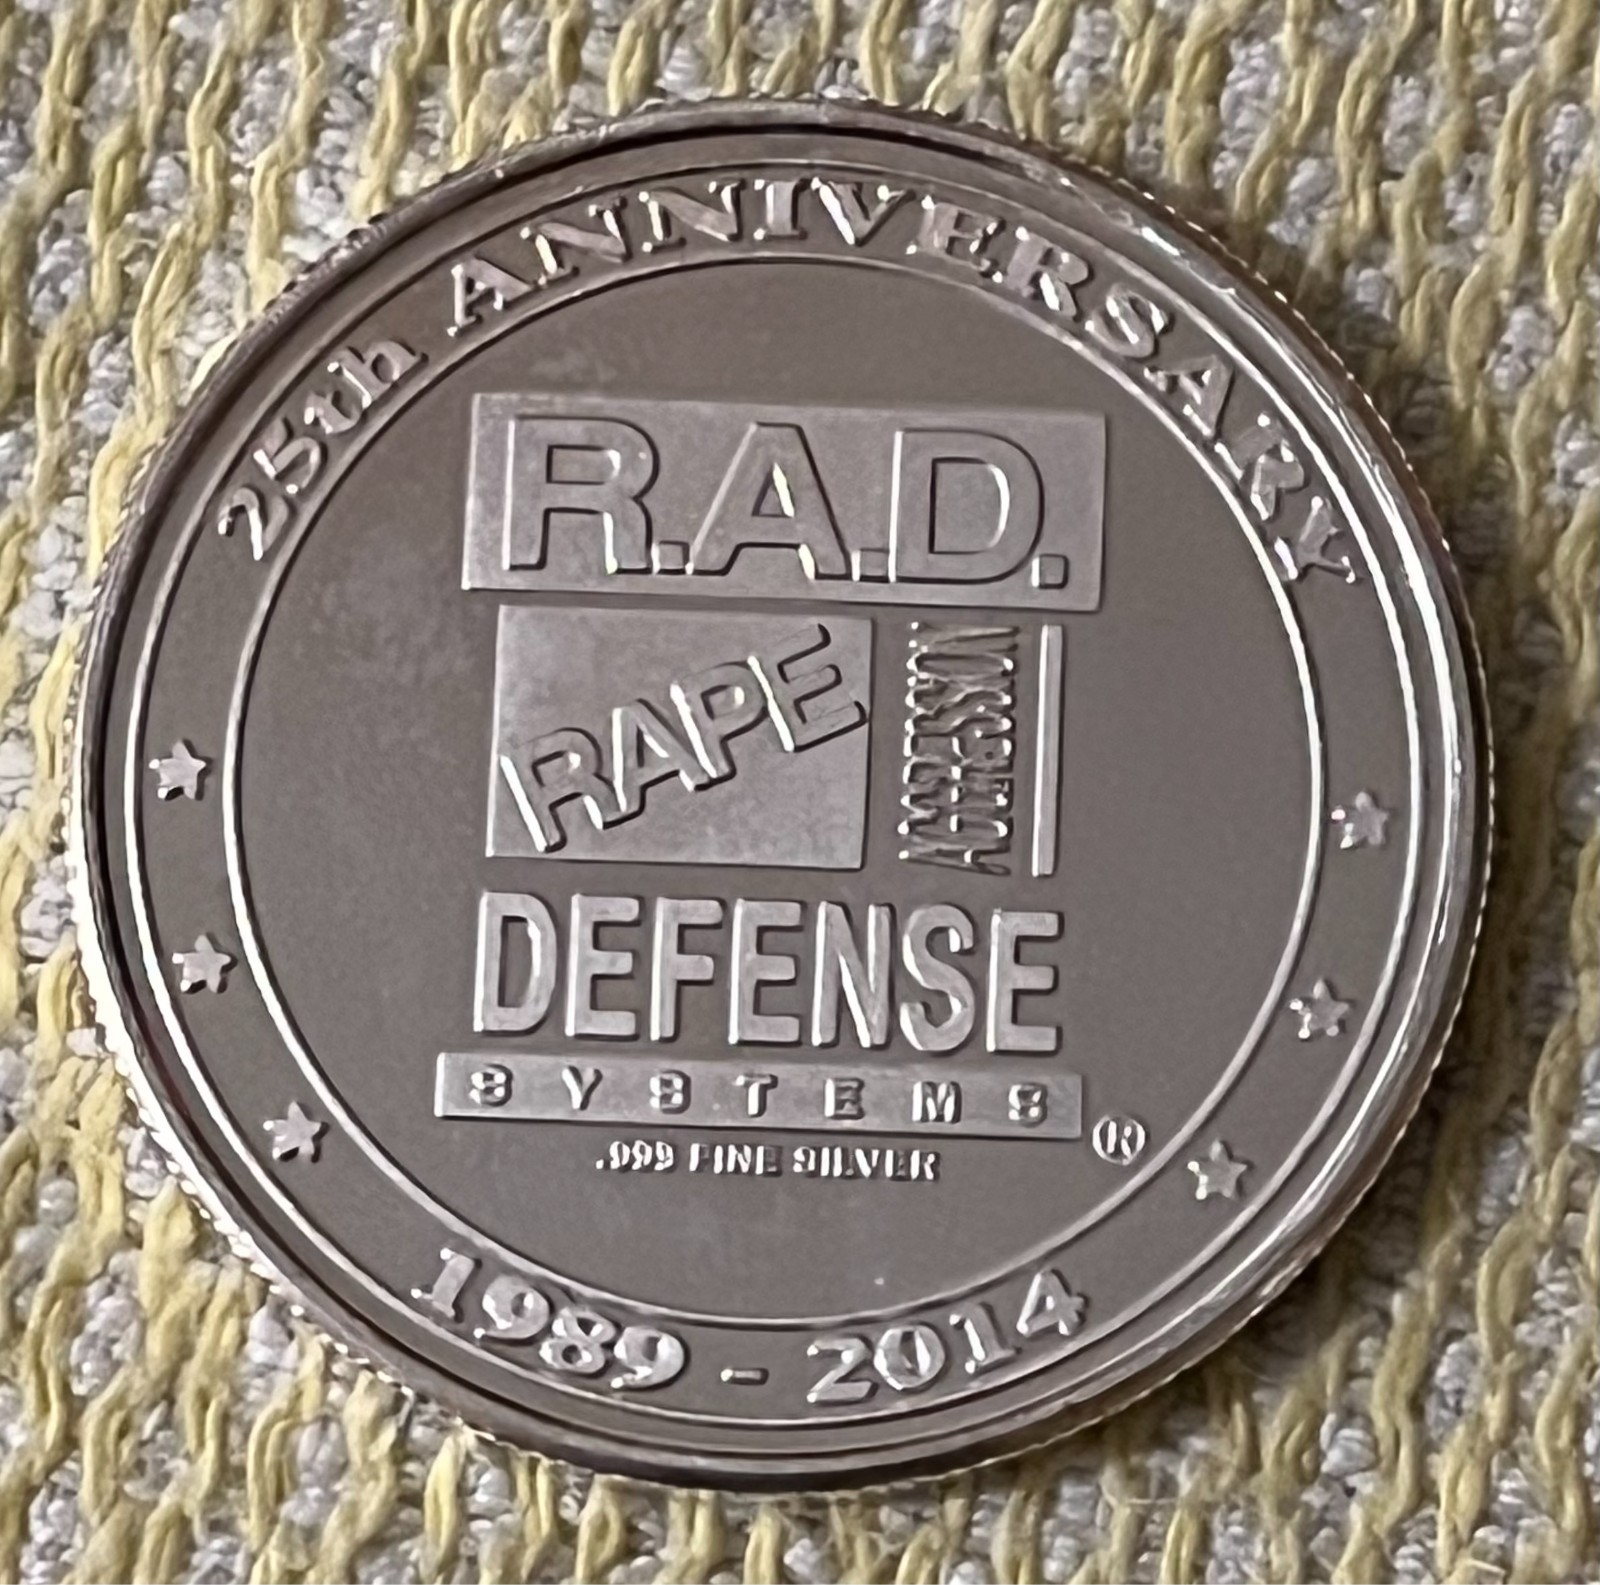 25th ANNIVERSARY
R.A.D.
RAPE
AGGRESSION
DEFENSE
SYSTEMS®
.999 FINE SILVER
1989 - 2014